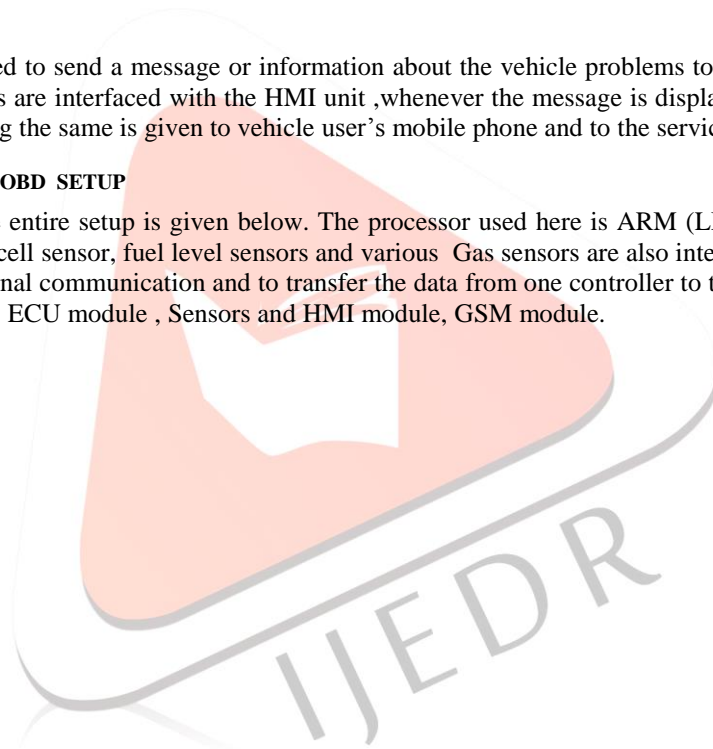 ed to send a message or information about the vehicle problems to
s are interfaced with the HMI unit ,whenever the message is displa
g the same is given to vehicle user's mobile phone and to the servic
OBD SETUP
entire setup is given below. The processor used here is ARM (L
cell sensor, fuel level sensors and various Gas sensors are also inte
nal communication and to transfer the data from one controller to t
ECU module , Sensors and HMI module, GSM module.
IJEDR